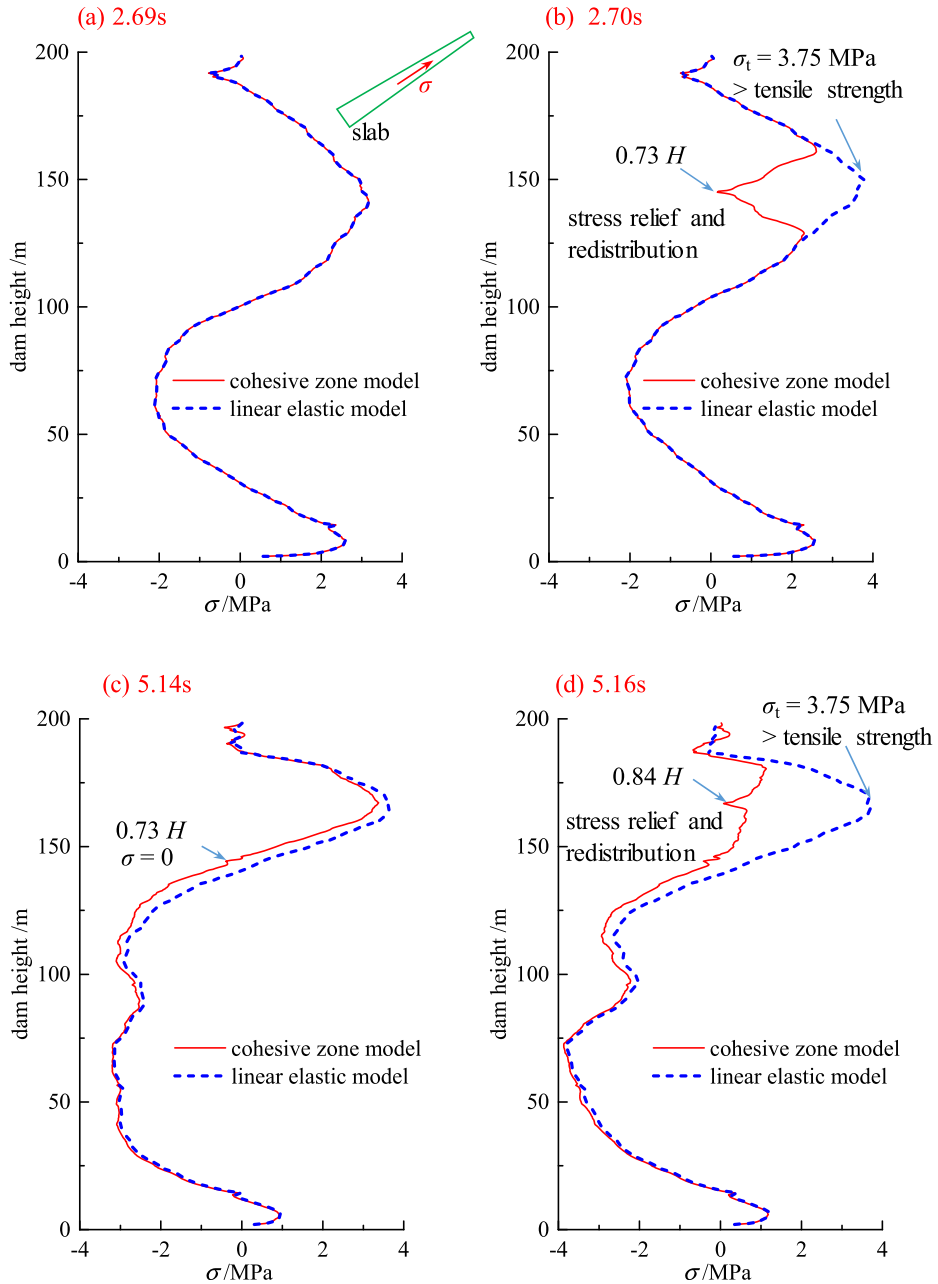 (a) 2.69s
200
150
100
50
0
dam height /m
σ
slab
cohesive zone model
linear elastic model
-4
-2
0
2
4
σ/MPa
(b) 2.70s
200
150
100
50
0
dam height /m
σt = 3.75 MPa
> tensile strength
0.73 H
stress relief and
redistribution
cohesive zone model
linear elastic model
-4
-2
0
2
4
σ/MPa
(c) 5.14s
200
150
100
50
0
dam height /m
0.73 H
σ = 0
cohesive zone model
linear elastic model
-4
-2
0
2
4
σ/MPa
(d) 5.16s
200
150
100
50
0
dam height /m
σt = 3.75 MPa
> tensile strength
0.84 H
stress relief and
redistribution
cohesive zone model
linear elastic model
-4
-2
0
2
4
σ/MPa